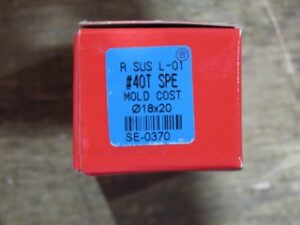 R SUS L-01
#40T SPE
MOLD COST
Ø18x20
SE-0370